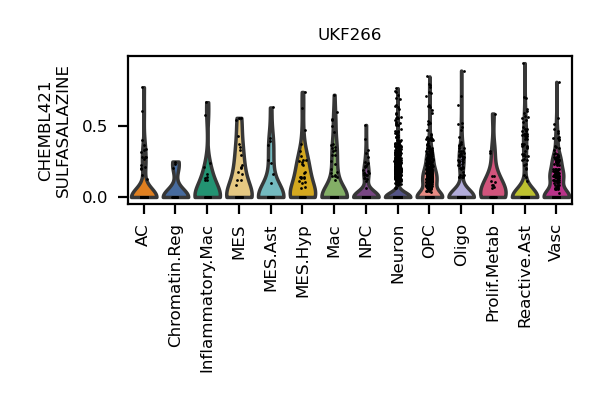 UKF266
CHEMBL421
SULFASALAZINE
0.5
0.0
AC
Chromatin.Reg
Inflammatory.Mac
MES
MES.Ast
MES.Hyp
Mac
NPC
Neuron
OPC
Oligo
Prolif.Metab
Reactive.Ast
Vasc